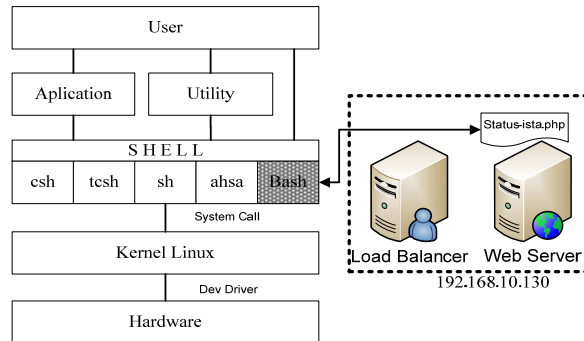 User
Aplication
Utility
SHELL
csh
tcsh
sh
ahsa
Bash
System Call
Kernel Linux
Dev Driver
Hardware
Status-ista.php
Load Balancer
Web Server
192.168.10.130